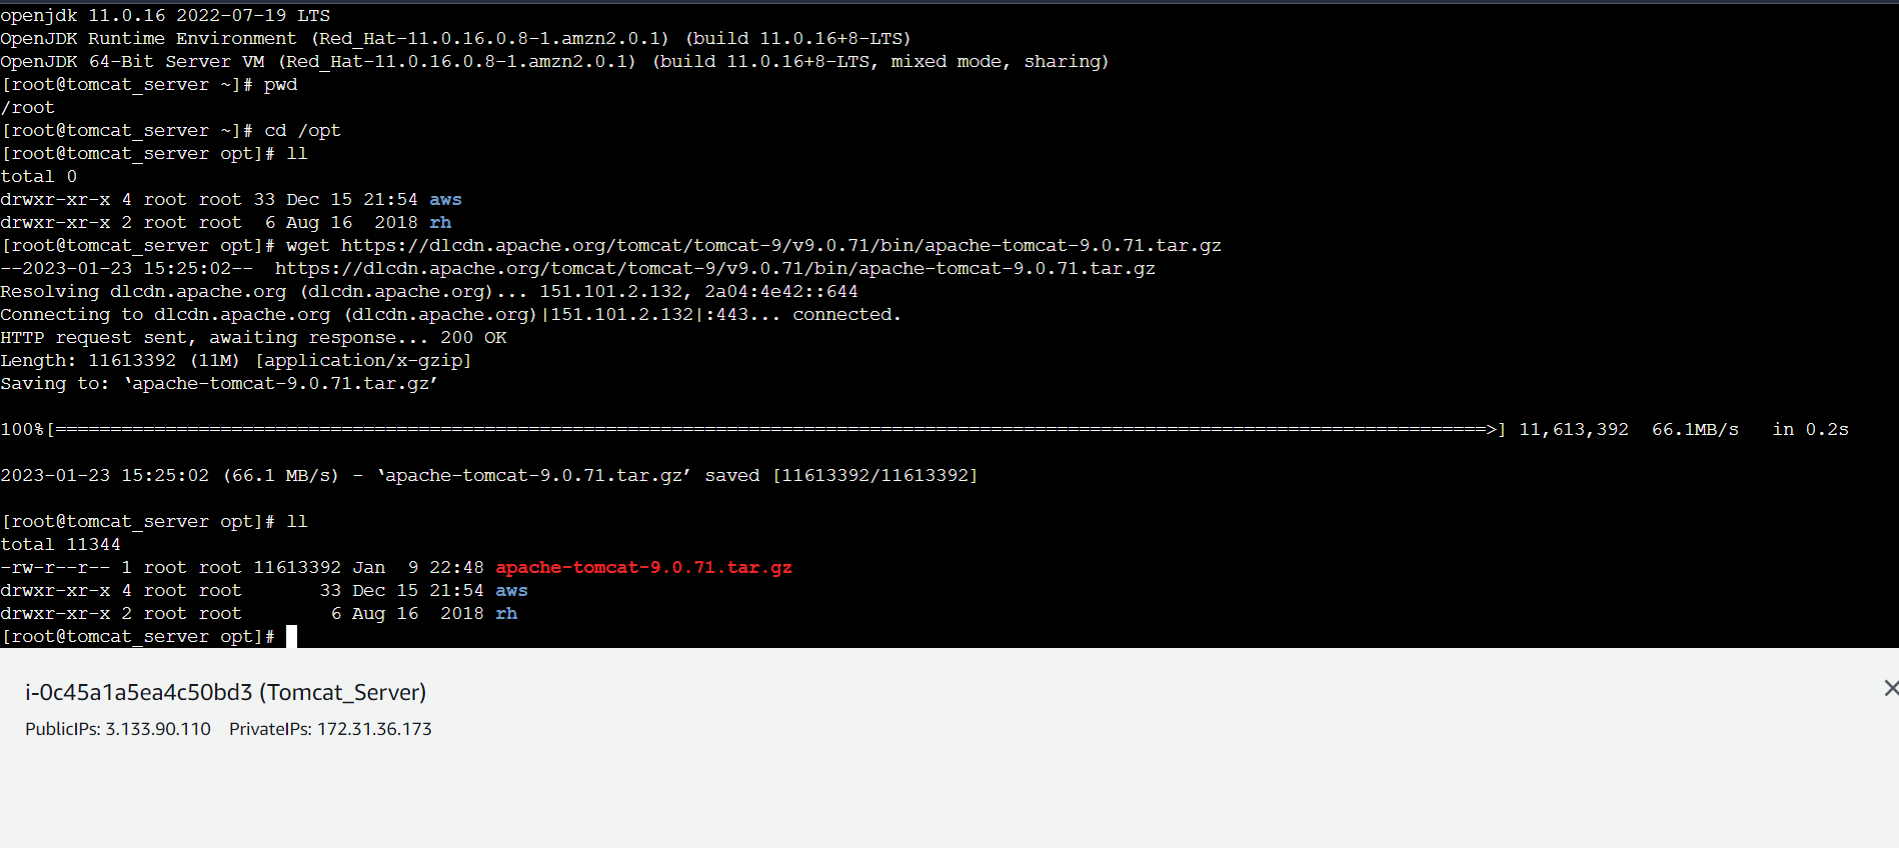 openjdk 11.0.16 2022-07-19 LTS
OpenJDK Runtime Environment (Red_Hat-11.0.16.0.8-1.amzn2.0.1) (build 11.0.16+8-LTS)
OpenJDK 64-Bit Server VM (Red_Hat-11.0.16.0.8-1.amzn2.0.1) (build 11.0.16+8-LTS, mixed mode, sharing)
[root@tomcat_server ~]# pwd
/root
[root@tomcat_server ~]# cd /opt
[root@tomcat_server opt]# ll
total 0
drwxr-xr-x 4 root root 33 Dec 15 21:54 aws
drwxr-xr-x 2 root root  6 Aug 16  2018 rh
[root@tomcat_server opt]# wget https://dlcdn.apache.org/tomcat/tomcat-9/v9.0.71/bin/apache-tomcat-9.0.71.tar.gz
--2023-01-23 15:25:02--  https://dlcdn.apache.org/tomcat/tomcat-9/v9.0.71/bin/apache-tomcat-9.0.71.tar.gz
Resolving dlcdn.apache.org (dlcdn.apache.org)... 151.101.2.132, 2a04:4e42::644
Connecting to dlcdn.apache.org (dlcdn.apache.org)|151.101.2.132|:443... connected.
HTTP request sent, awaiting response... 200 OK
Length: 11613392 (11M) [application/x-gzip]
Saving to: ‘apache-tomcat-9.0.71.tar.gz’
100%[==================================================================================================================================>] 11,613,392  66.1MB/s   in 0.2s
2023-01-23 15:25:02 (66.1 MB/s) - ‘apache-tomcat-9.0.71.tar.gz’ saved [11613392/11613392]
[root@tomcat_server opt]# ll
total 11344
-rw-r--r-- 1 root root 11613392 Jan  9 22:48 apache-tomcat-9.0.71.tar.gz
drwxr-xr-x 4 root root       33 Dec 15 21:54 aws
drwxr-xr-x 2 root root        6 Aug 16  2018 rh
[root@tomcat_server opt]#
i-0c45a1a5ea4c50bd3 (Tomcat_Server)
PublicIPs: 3.133.90.110 PrivateIPs: 172.31.36.173